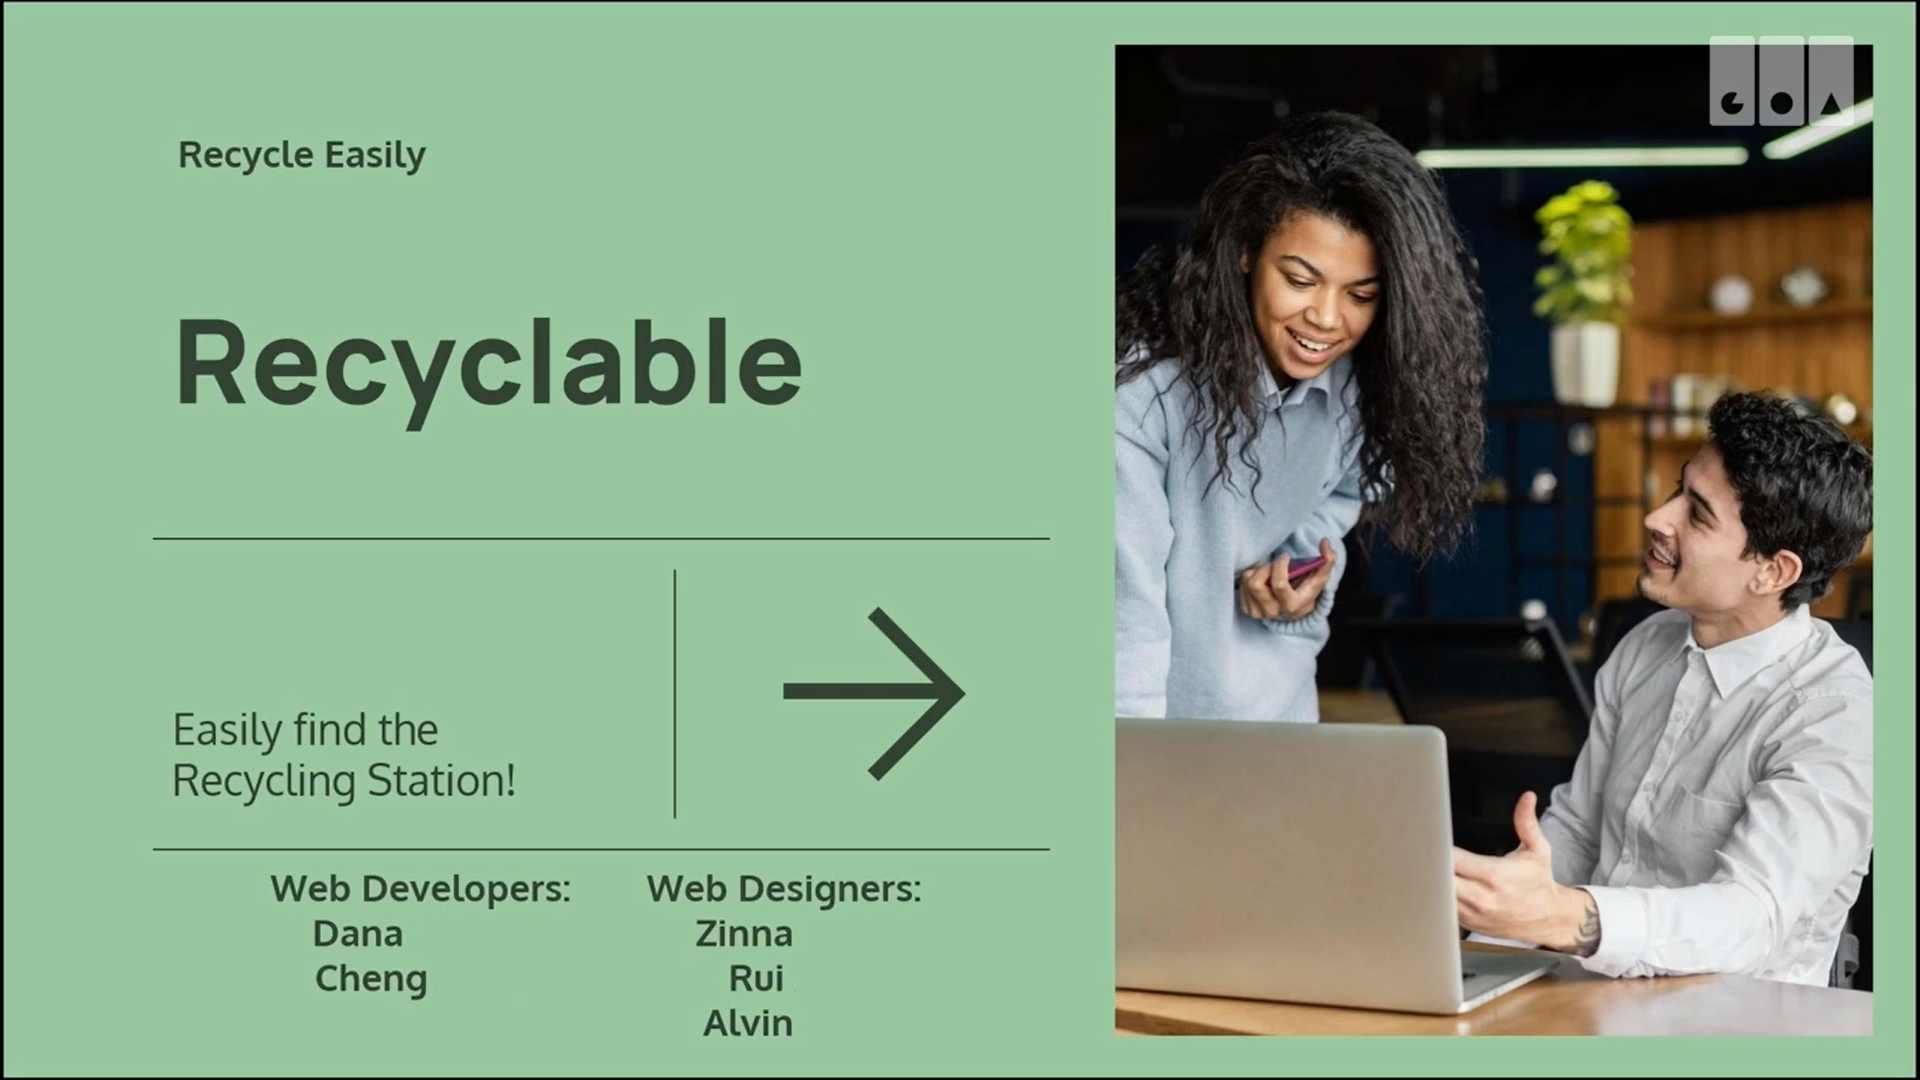 Recycle Easily
Recyclable
Easily find the
Recycling Station!
Web Developers:
Dana
Cheng
Web Designers:
Zinna
Rui
Alvin